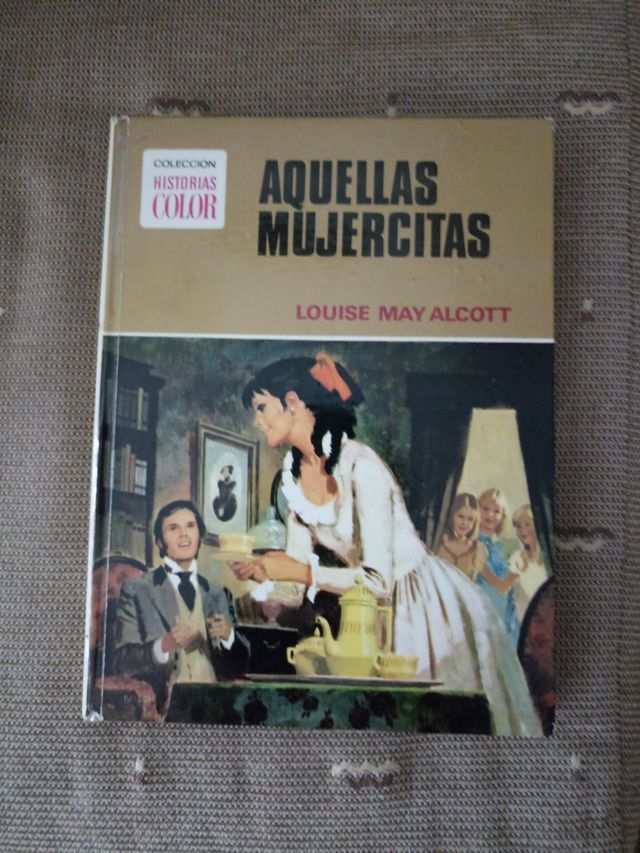 COLECCION
HISTORIAS
COLOR
AQUELLAS
MUJERCITAS
LOUISE MAY ALCOTT